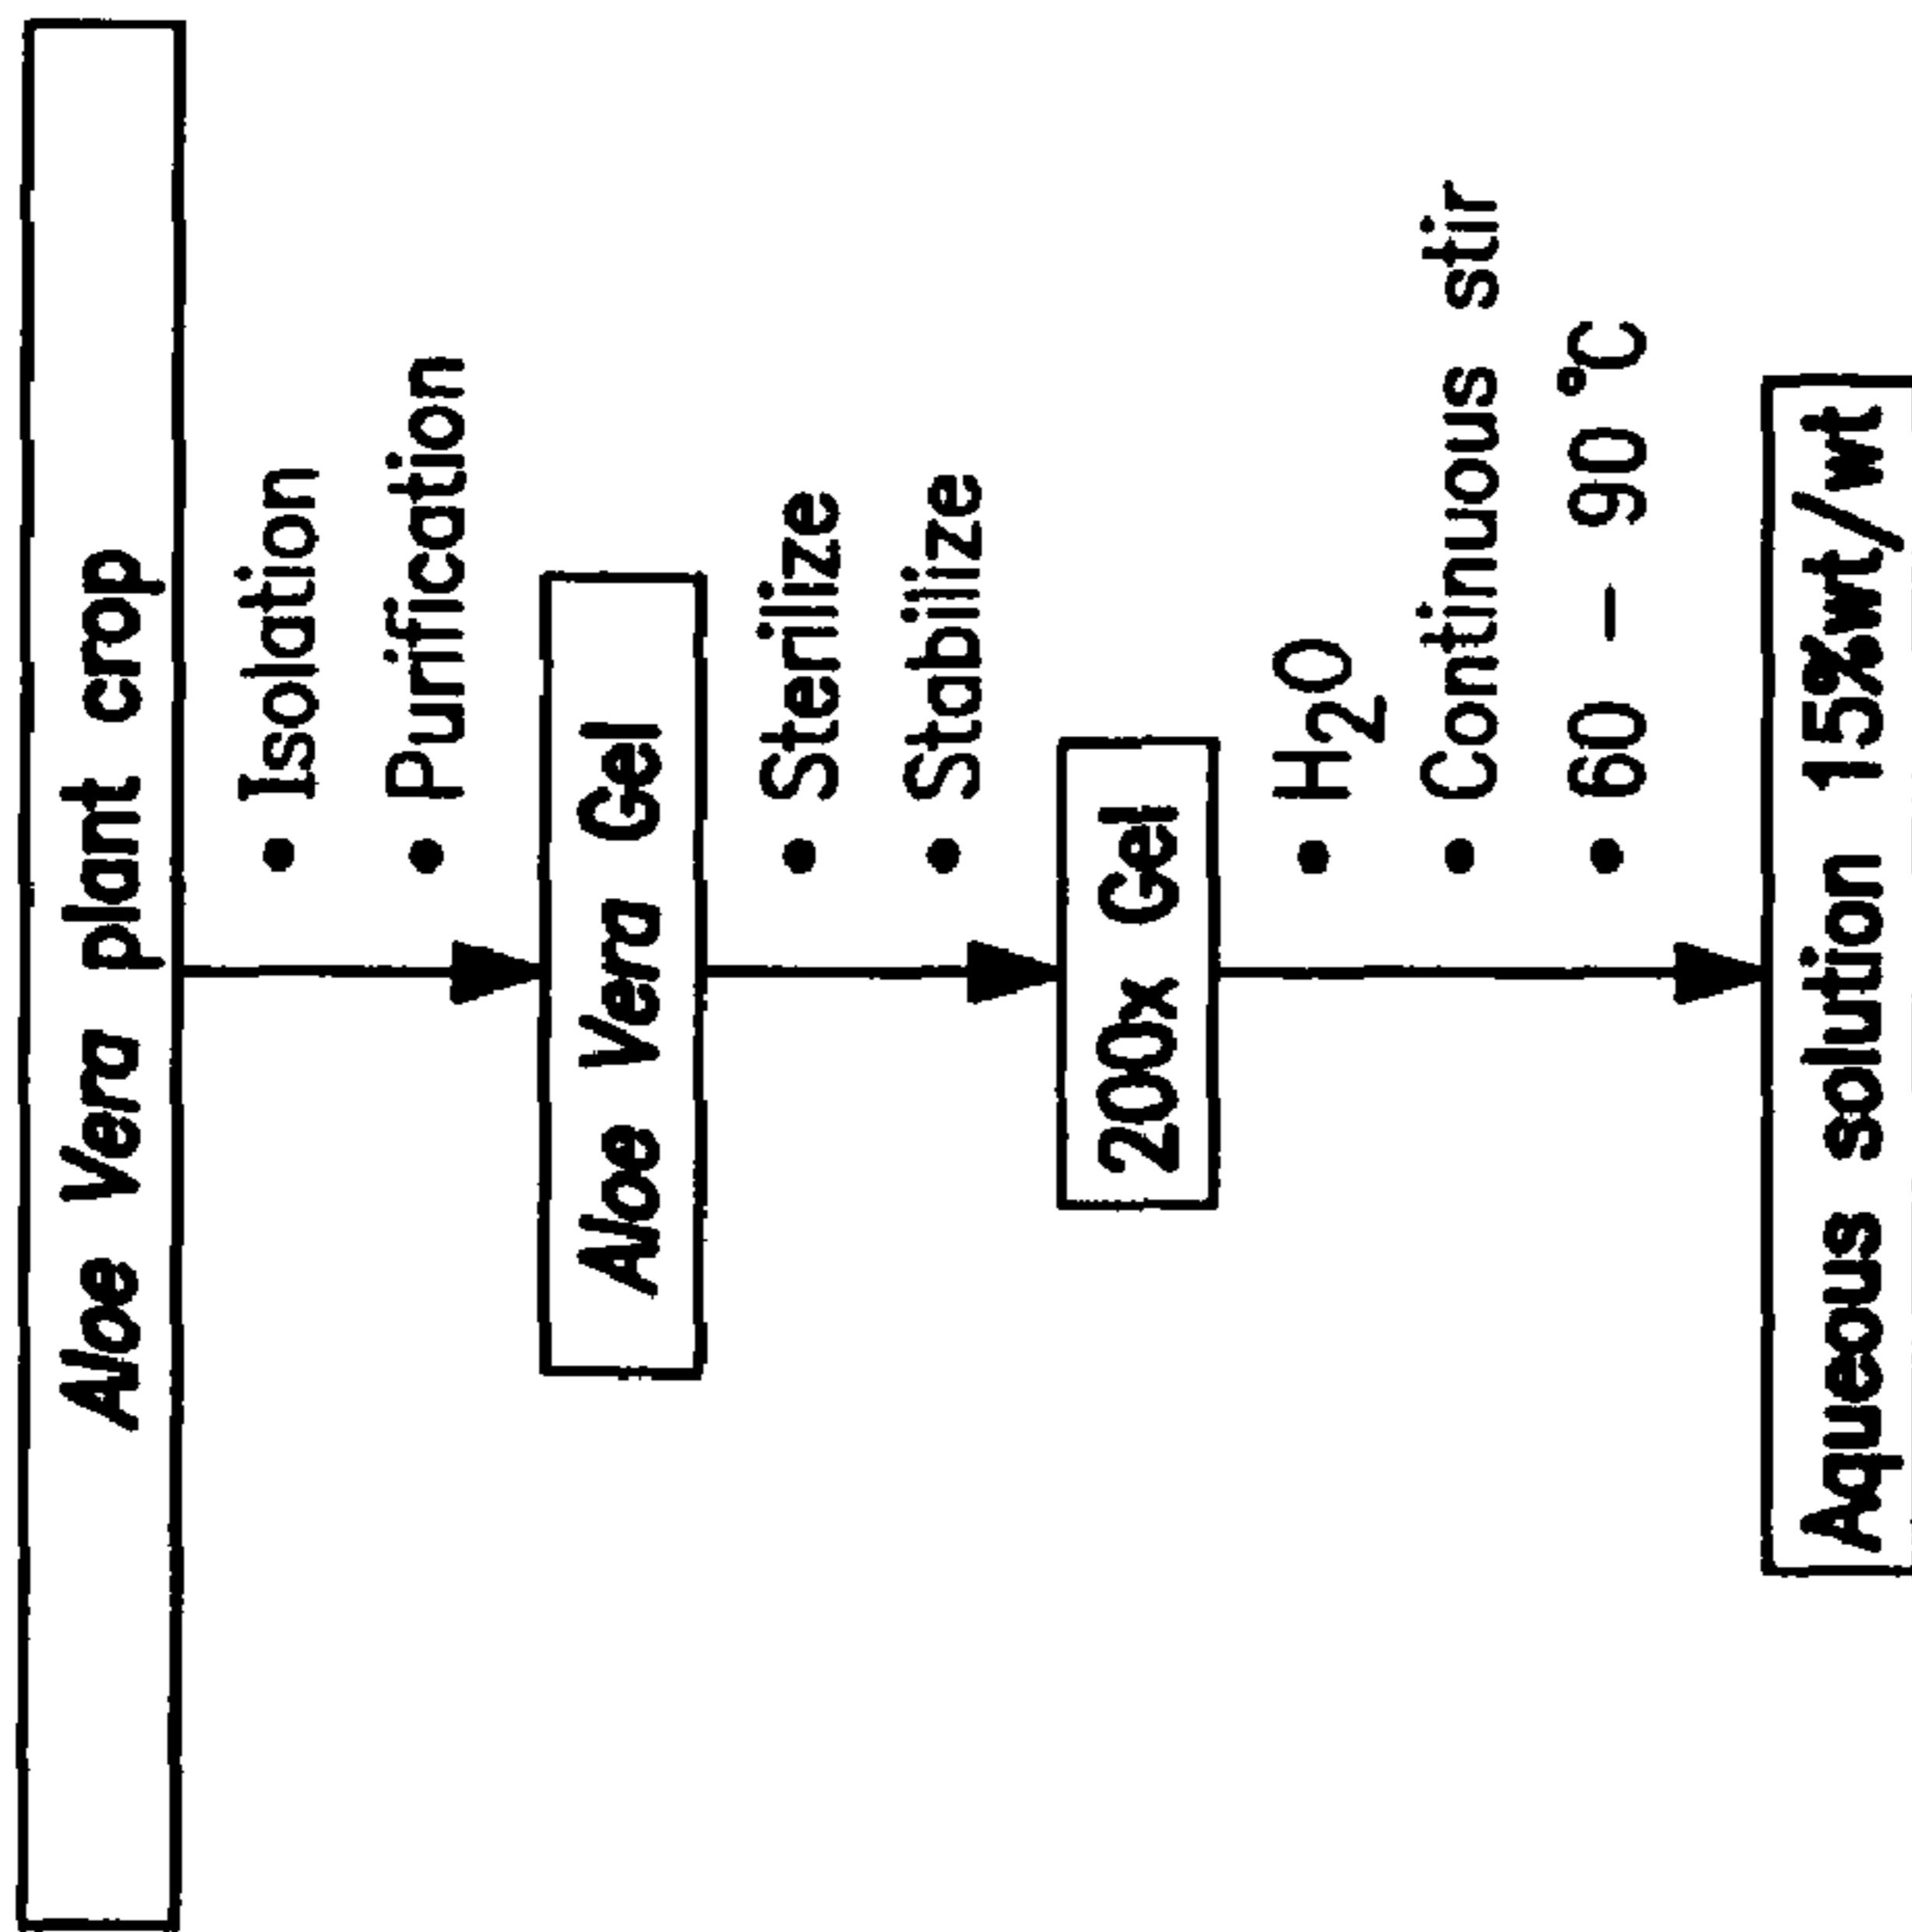 Aloe Vera plant crop
• Isolation
• Purification
Aloe Vera Gel
• Sterilize
• Stabilize
200x Gel
• H₂O
• Continuous stir
• 60 – 90°C
Aqueous solution 15%wt/wt